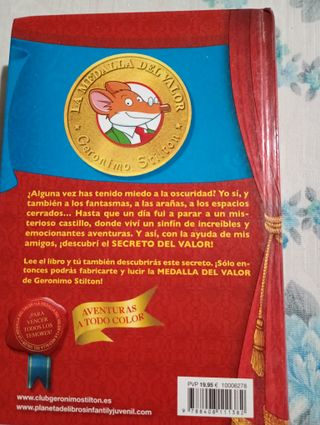 LA MEDALLA DEL VALOR
Geronimo Stilton
¿Alguna vez has tenido miedo a la oscuridad? Yo sí, y
también a los fantasmas, a las arañas, a los espacios
cerrados... Hasta que un día fui a parar a un mis-
terioso castillo, donde viví un sinfín de increíbles y
emocionantes aventuras. Y así, con la ayuda de mis
amigos, ¡descubrí el SECRETO DEL VALOR!
Lee el libro y tú también descubrirás este secreto. ¡Sólo en-
tonces podrás fabricarte y lucir la MEDALLA DEL VALOR
de Geronimo Stilton!
¡PARA
VENCER
TODOS LOS
TEMORES!
AVENTURAS
A TODO COLOR
www.clubgeronimostilton.es
www.planetadelibrosinfantilyjuvenil.com
PVP 19,95 € 10006278
9 788408 111382